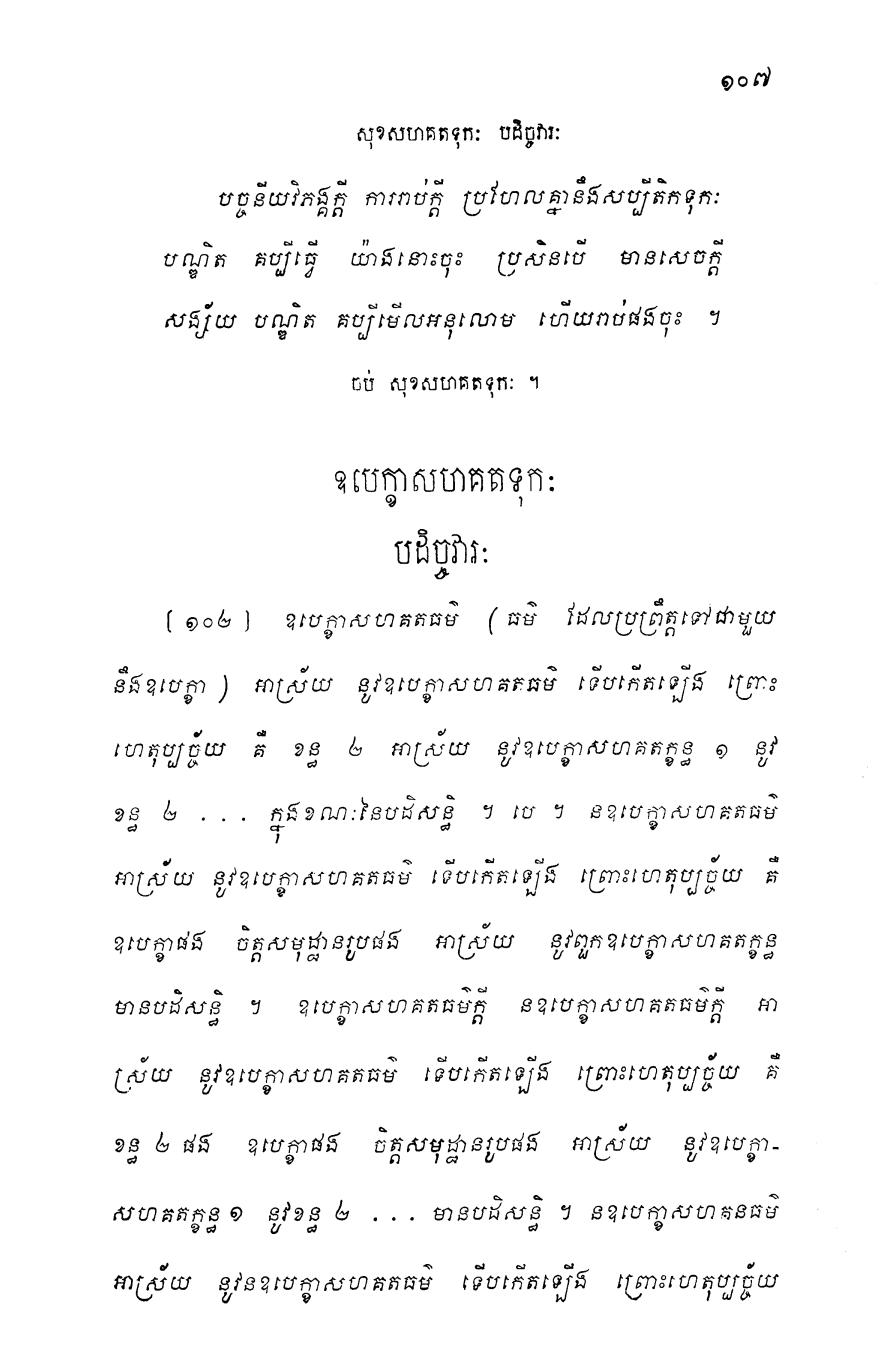 ១០៧
សុខសហគតទុកៈ បដិច្ចវារៈ
បច្ចនីយវិភង្គក្តី ការរាប់ក្តី ប្រហែលគ្នានឹងសប្បីតិកទុកៈ
បណ្ឌិត គប្បីធ្វើ យ៉ាងនោះចុះ ប្រសិនបើ មានសេចក្តី
សង្ស័យ បណ្ឌិត គប្បីមើលអនុលោម ហើយរាប់ផងចុះ ។
ចប់ សុខសហគតទុកៈ ។
ឧបេក្ខាសហគតទុកៈ
បដិច្ចវារៈ
[ ១០២ ] ឧបេក្ខាសហគតធម៌ ( ធម៌ ដែលប្រព្រឹត្តទៅជាមួយ
នឹងឧបេក្ខា ) អាស្រ័យ នូវឧបេក្ខាសហគតធម៌ ទើបកើតឡើង ព្រោះ
ហេតុប្បច្ច័យ គឺ ខន្ធ ២ អាស្រ័យ នូវឧបេក្ខាសហគតក្ខន្ធ ១ នូវ
ខន្ធ ២ . . . ក្នុងខណៈនៃបដិសន្ធិ ។ បេ ។ នឧបេក្ខាសហគតធម៌
អាស្រ័យ នូវឧបេក្ខាសហគតធម៌ ទើបកើតឡើង ព្រោះហេតុប្បច្ច័យ គឺ
ឧបេក្ខាផង ចិត្តសមុដ្ឋានរូបផង អាស្រ័យ នូវពួកឧបេក្ខាសហគតក្ខន្ធ
មានបដិសន្ធិ ។ ឧបេក្ខាសហគតធម៌ក្តី នឧបេក្ខាសហគតធម៌ក្តី អា
ស្រ័យ នូវឧបេក្ខាសហគតធម៌ ទើបកើតឡើង ព្រោះហេតុប្បច្ច័យ គឺ
ខន្ធ ២ ផង ឧបេក្ខាផង ចិត្តសមុដ្ឋានរូបផង អាស្រ័យ នូវឧបេក្ខា-
សហគតក្ខន្ធ ១ នូវខន្ធ ២ . . . មានបដិសន្ធិ ។ នឧបេក្ខាសហគតធម៌
អាស្រ័យ នូវនឧបេក្ខាសហគតធម៌ ទើបកើតឡើង ព្រោះហេតុប្បច្ច័យ